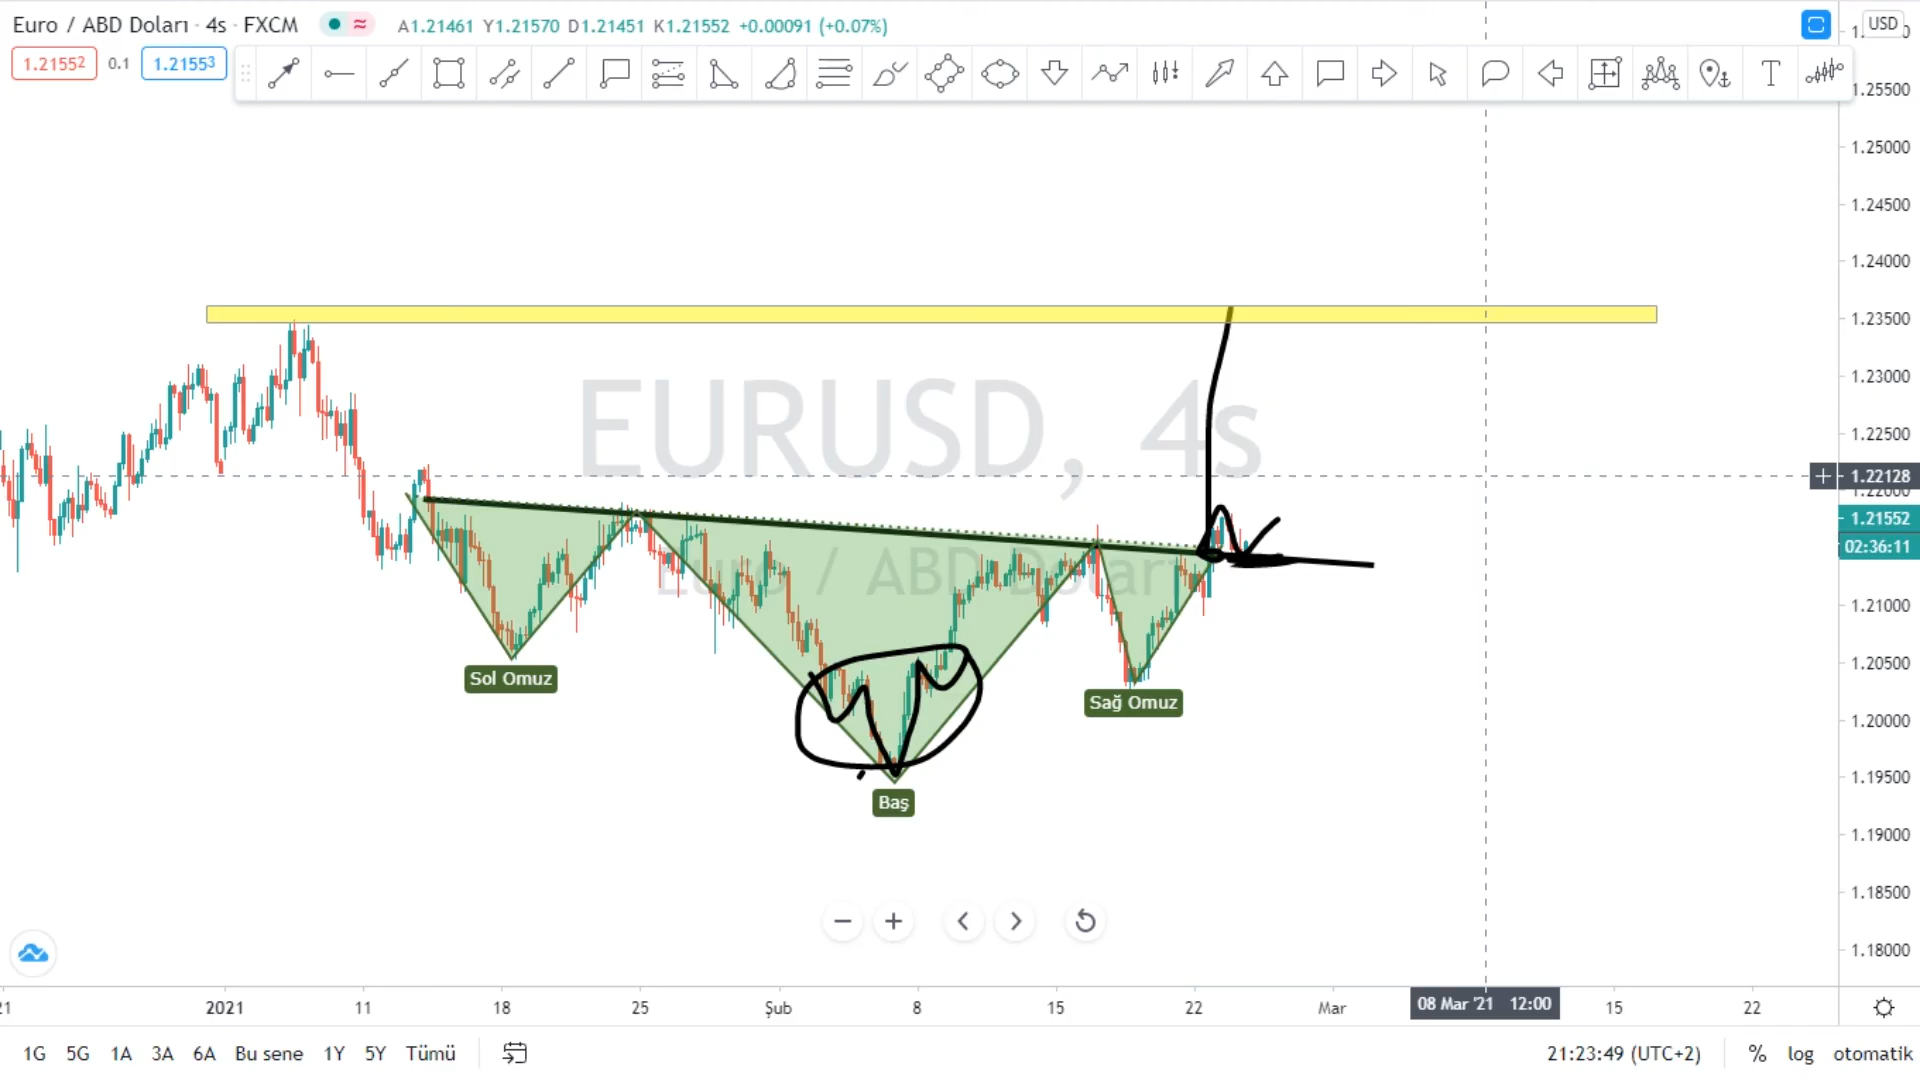 Euro / ABD Doları · 4s · FXCM
A1.21461 Y1.21570 D1.21451 K1.21552 +0.00091 (+0.07%)
USD
1.21552
0.1
1.21553
1.25500
1.25000
1.24500
1.24000
1.23500
1.23000
1.22500
1.22128
1.22000
1.21552
02:36:11
1.21000
1.20500
1.20000
1.19500
1.19000
1.18500
1.18000
EURUSD, 4s
Euro / ABD Doları
Sol Omuz
Sağ Omuz
Baş
21
2021
11
18
25
Şub
8
15
22
Mar
08 Mar '21 12:00
15
22
1G 5G 1A 3A 6A Bu sene 1Y 5Y Tümü
21:23:49 (UTC+2)
% log otomatik